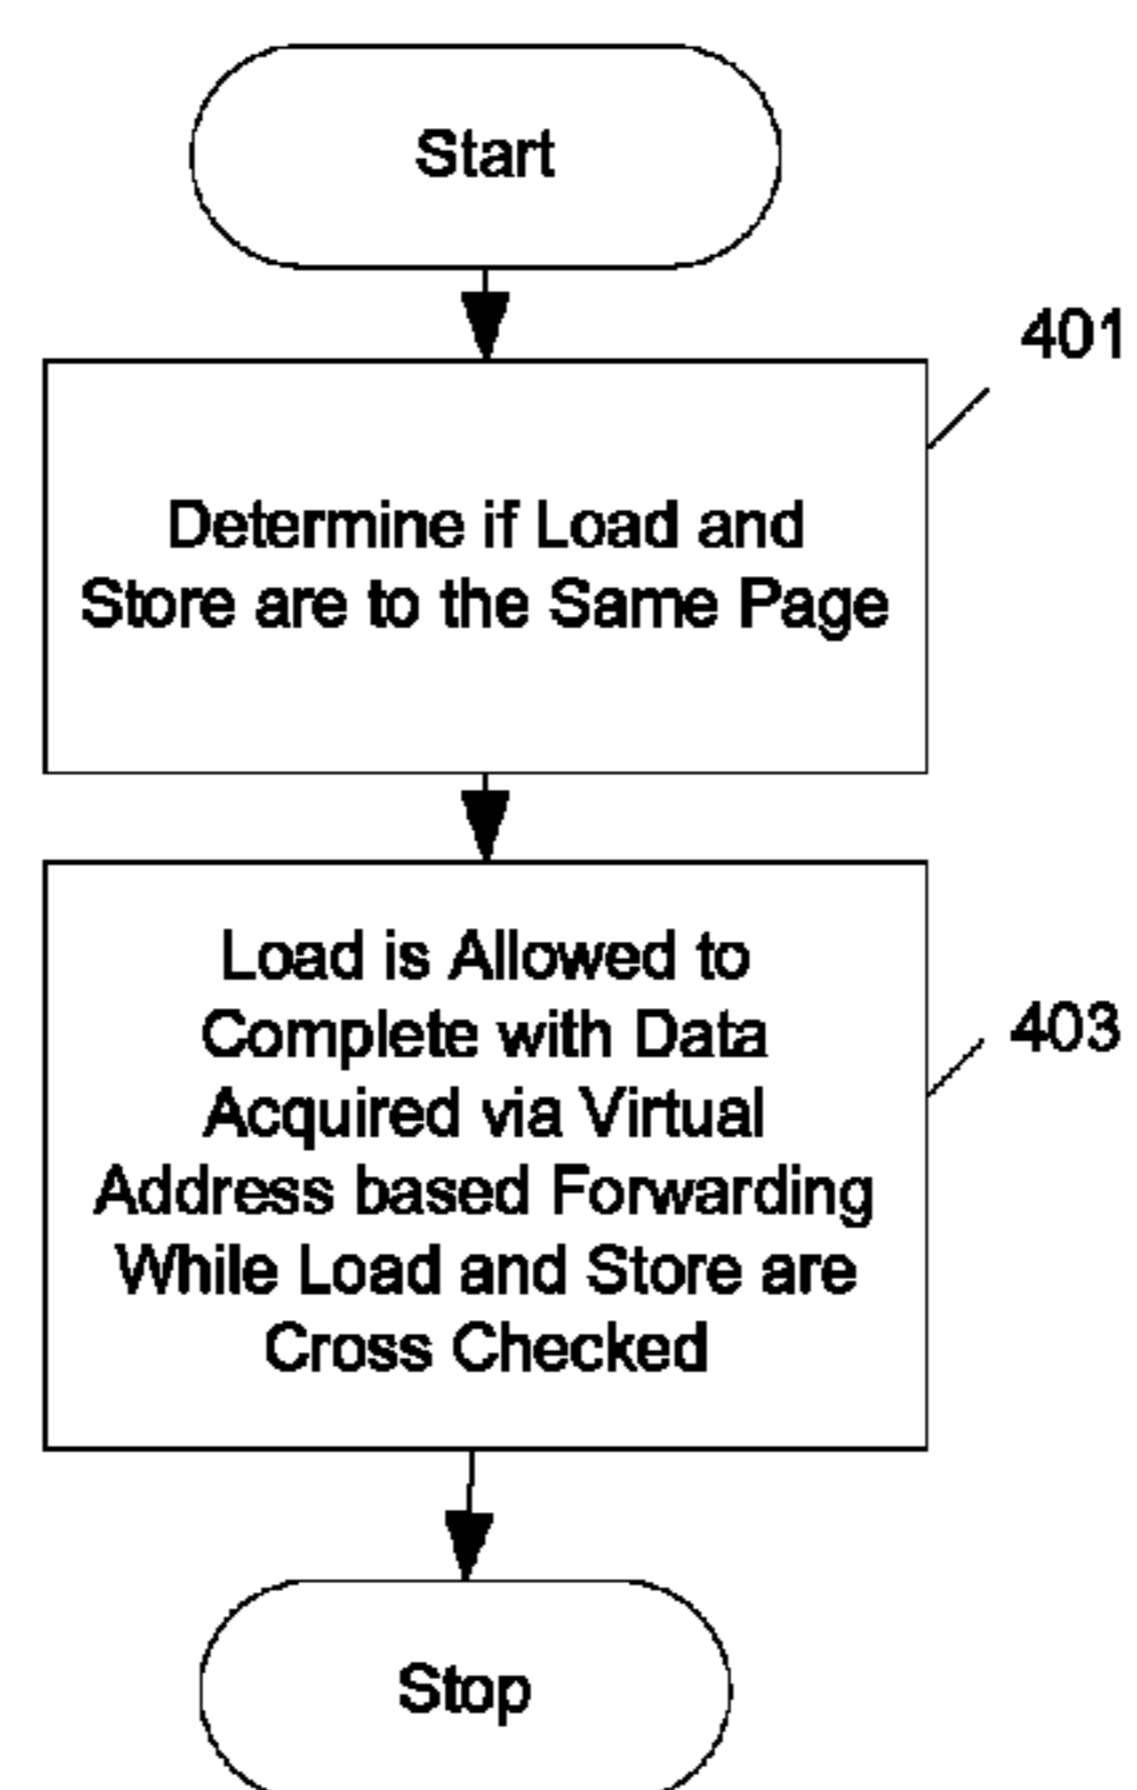 Start
401
Determine if Load and
Store are to the Same Page
Load is Allowed to
Complete with Data
403
Acquired via Virtual
Address based Forwarding
While Load and Store are
Cross Checked
Stop